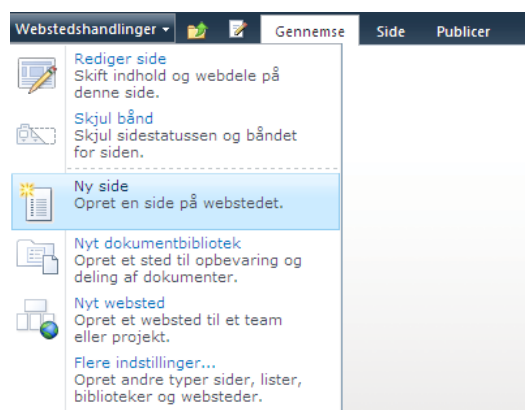 Webstedshandlinger Gennemse Side Publicer
Rediger side
Skift indhold og webdele på
denne side.
Skjul bånd
Skjul sidestatussen og båndet
for siden.
Ny side
Opret en side på webstedet.
Nyt dokumentbibliotek
Opret et sted til opbevaring og
deling af dokumenter.
Nyt websted
Opret et websted til et team
eller projekt.
Flere indstillinger...
Opret andre typer sider, lister,
biblioteker og websteder.